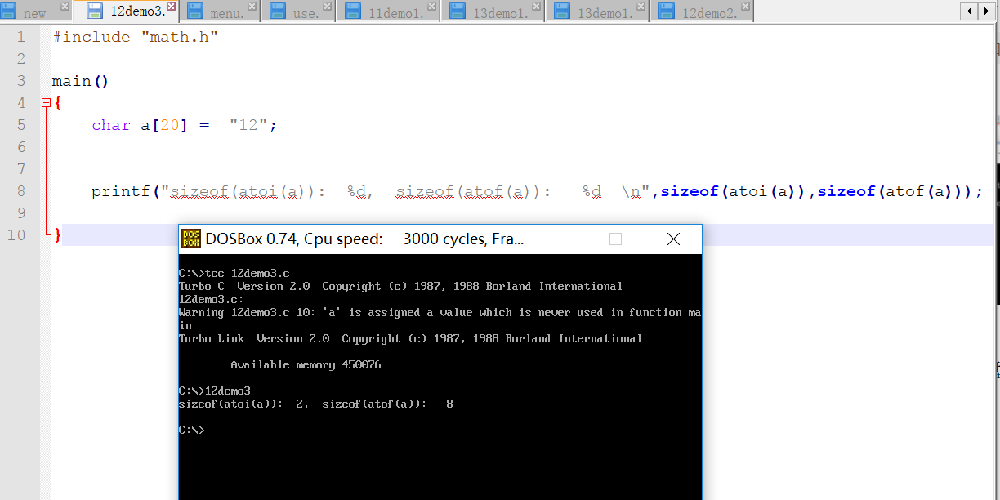 new 12demo3. menu. use. 11demo1. 13demo1. 13demo1. 12demo2.
1 #include "math.h"
2
3 main()
4 {
5 char a[20] = "12";
6
7
8 printf("sizeof(atoi(a)): %d, sizeof(atof(a)): %d \n",sizeof(atoi(a)),sizeof(atof(a)));
9
10 }
DOS BOX DOSBox 0.74, Cpu speed: 3000 cycles, Fra...
C:\>tcc 12demo3.c
Turbo C Version 2.0 Copyright (c) 1987, 1988 Borland International
12demo3.c:
Warning 12demo3.c 10: 'a' is assigned a value which is never used in function ma
in
Turbo Link Version 2.0 Copyright (c) 1987, 1988 Borland International
Available memory 450076
C:\>12demo3
sizeof(atoi(a)): 2, sizeof(atof(a)): 8
C:\>